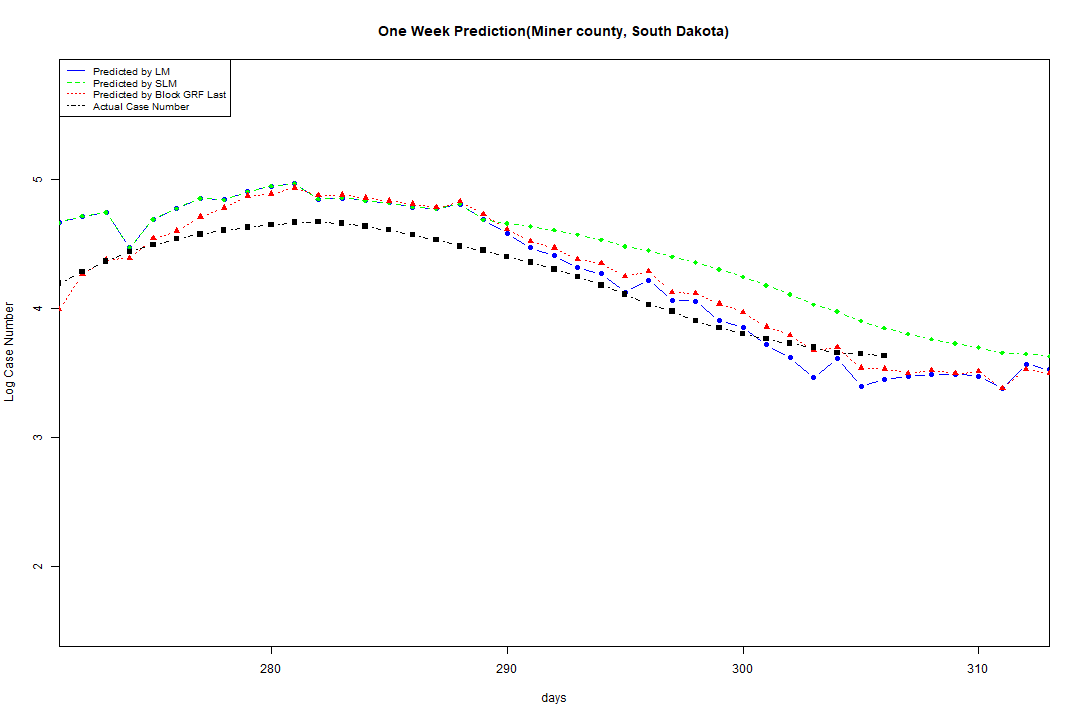 One Week Prediction(Miner county, South Dakota)
Predicted by LM
Predicted by SLM
Predicted by Block GRF Last
Actual Case Number
5
4
3
2
Log Case Number
280 290 300 310
days